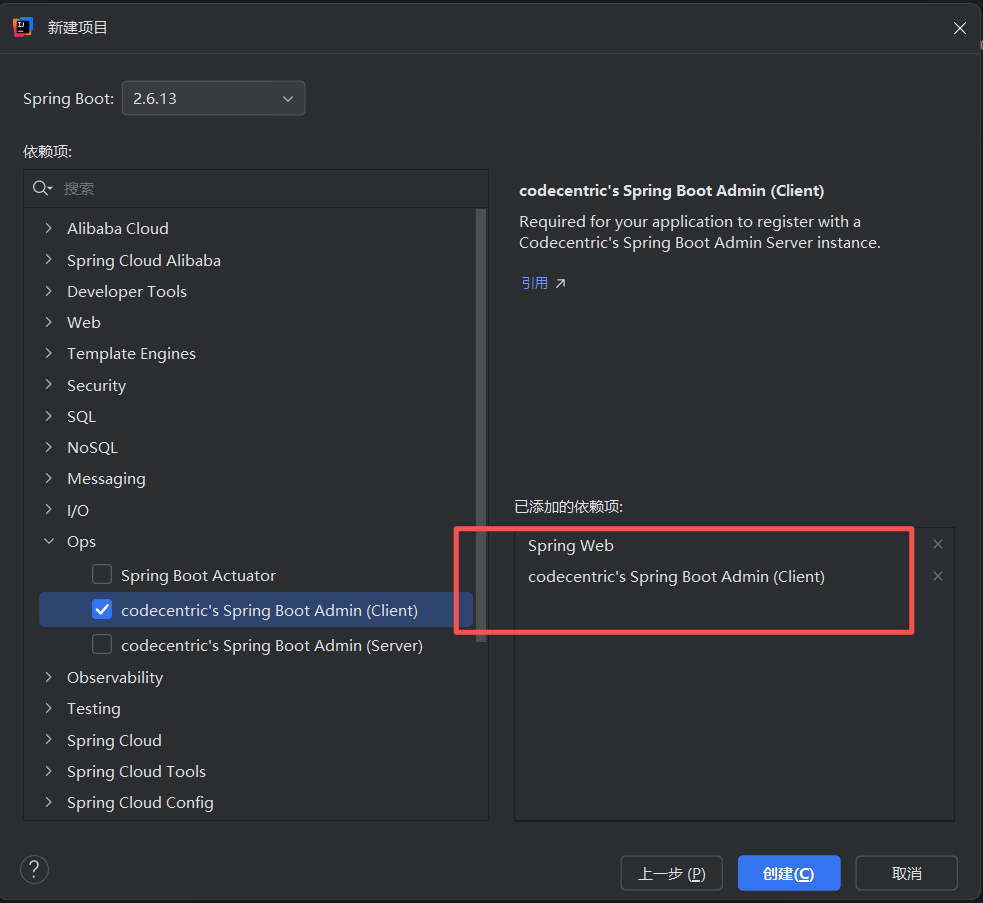 新建项目
Spring Boot: 2.6.13
依赖项:
搜索
Alibaba Cloud
Spring Cloud Alibaba
Developer Tools
Web
Template Engines
Security
SQL
NoSQL
Messaging
I/O
Ops
Spring Boot Actuator
codecentric's Spring Boot Admin (Client)
codecentric's Spring Boot Admin (Server)
Observability
Testing
Spring Cloud
Spring Cloud Tools
Spring Cloud Config
codecentric's Spring Boot Admin (Client)
Required for your application to register with a
Codecentric's Spring Boot Admin Server instance.
引用
已添加的依赖项:
Spring Web
codecentric's Spring Boot Admin (Client)
?
上一步 (P) 创建(C) 取消